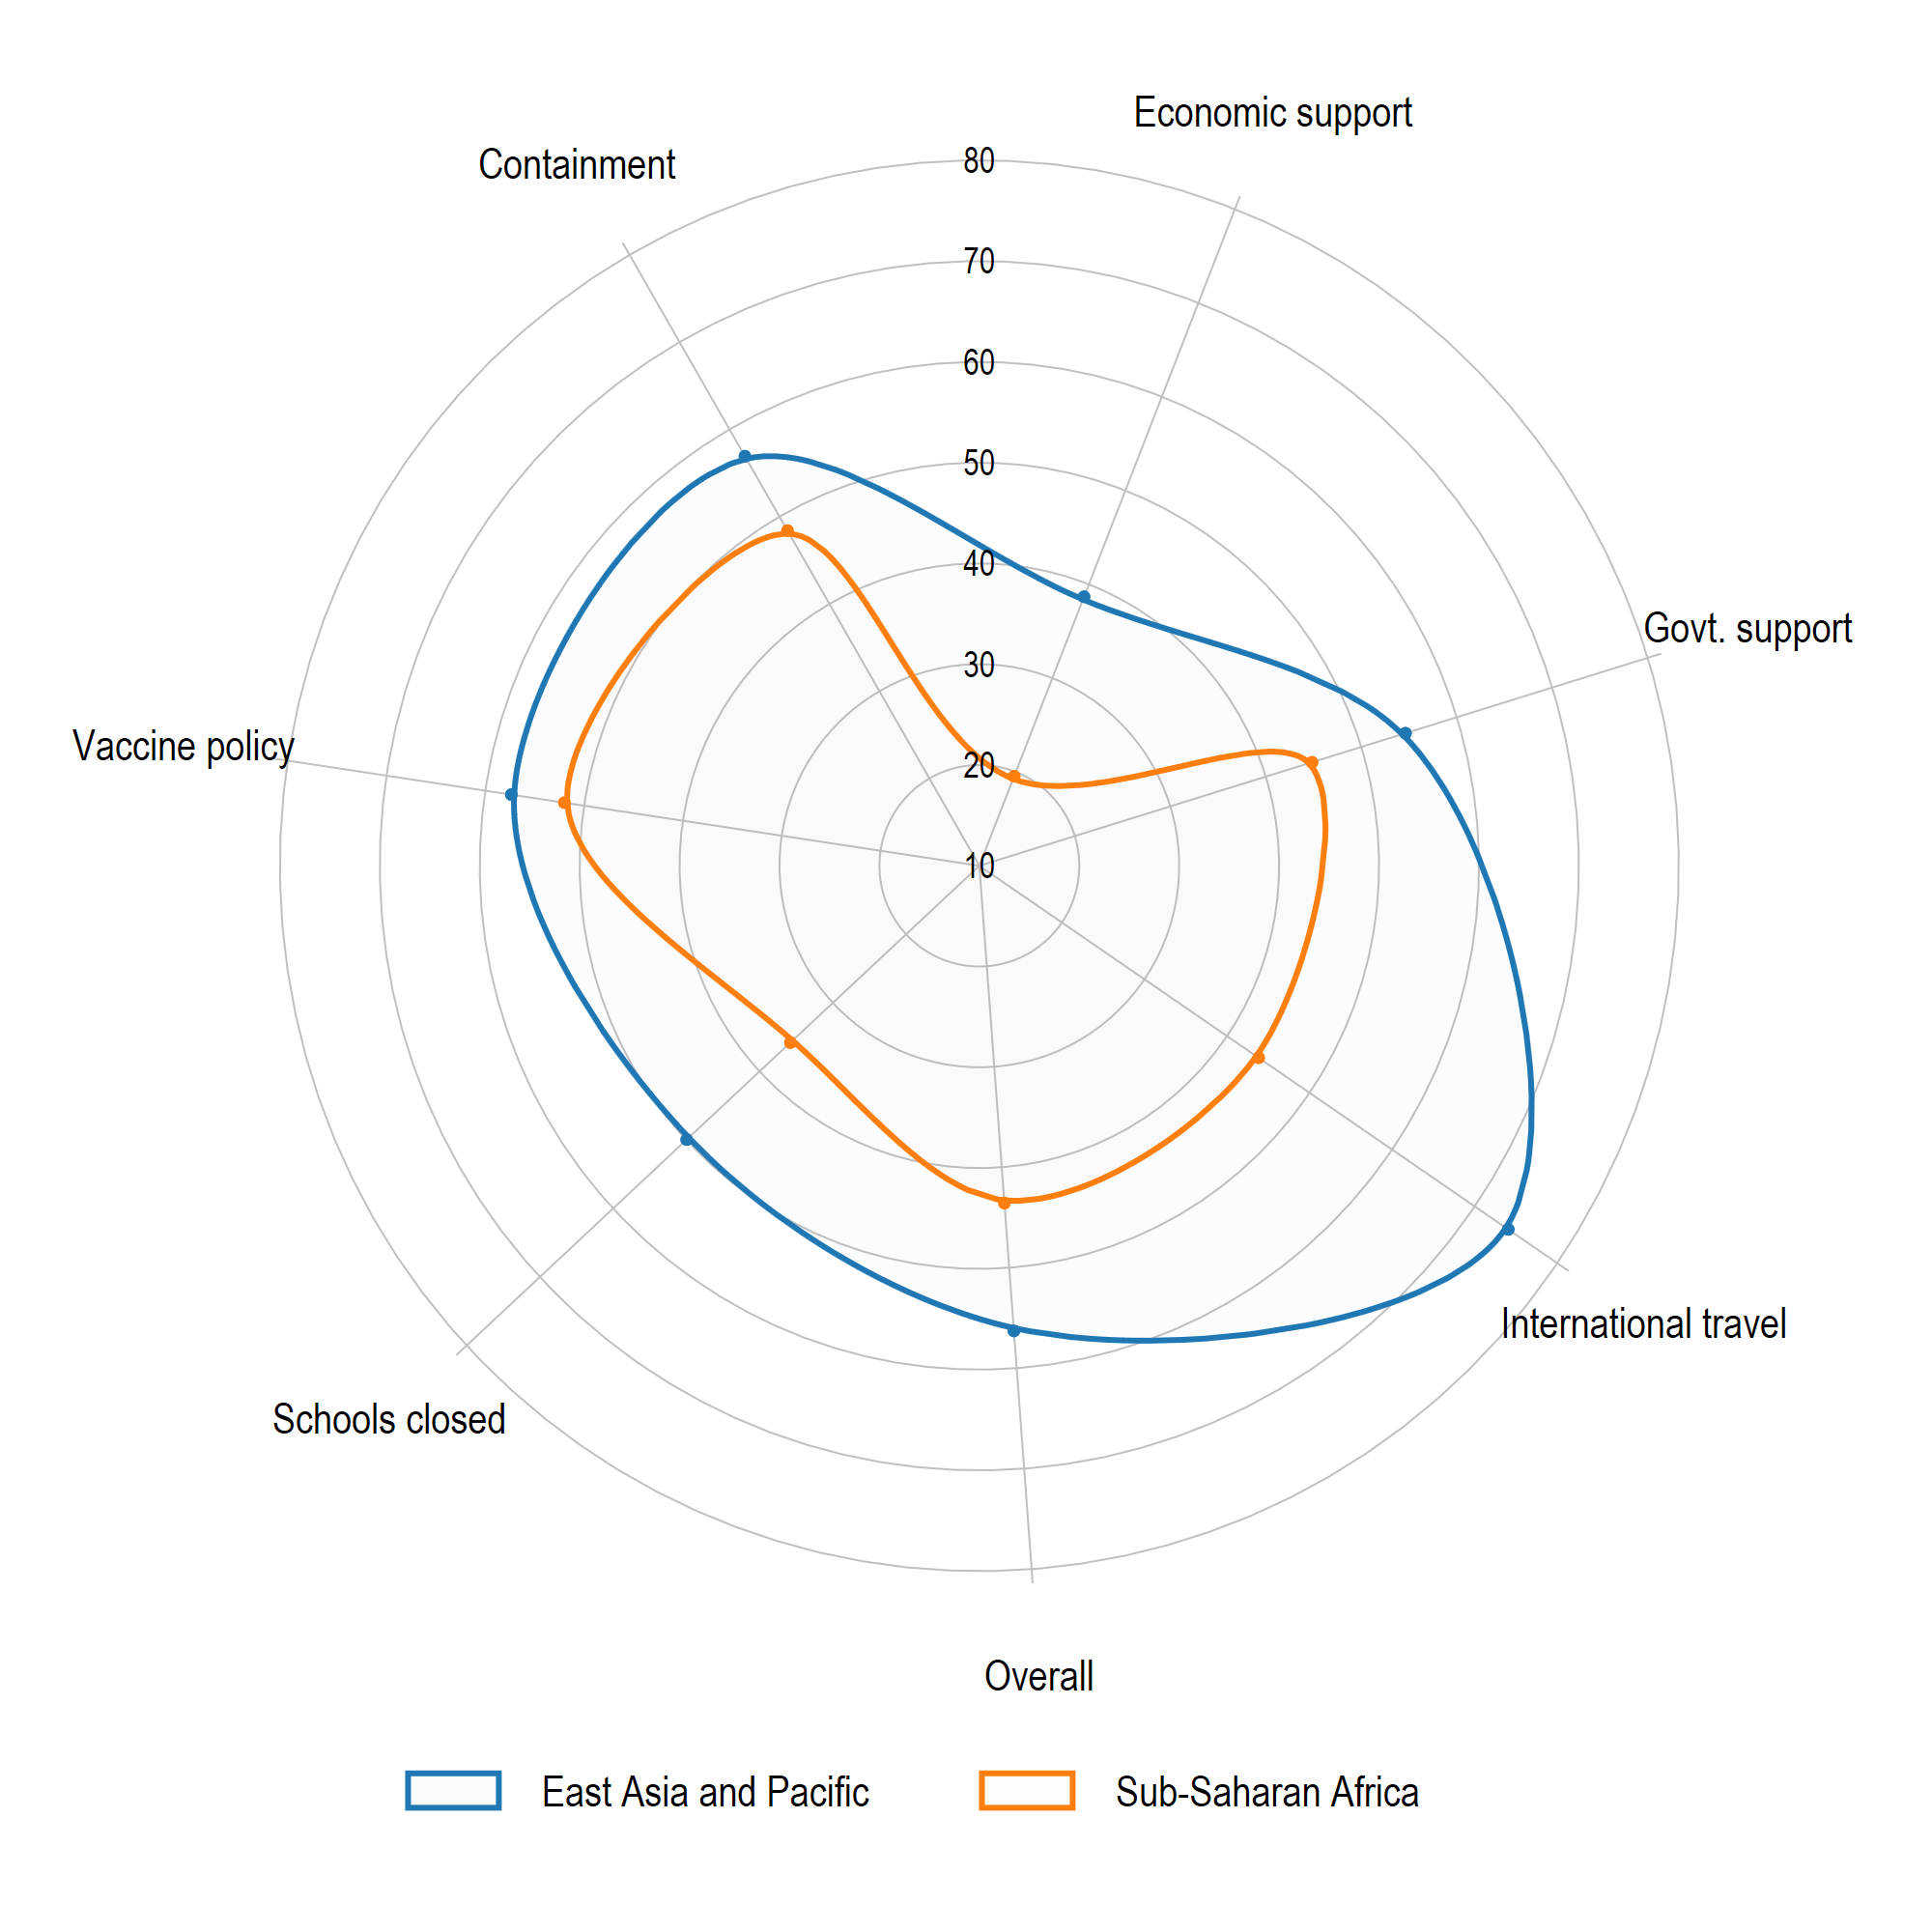 Economic support
Containment
80
70
60
50
40
30
20
10
Govt. support
Vaccine policy
International travel
Schools closed
Overall
East Asia and Pacific
Sub-Saharan Africa